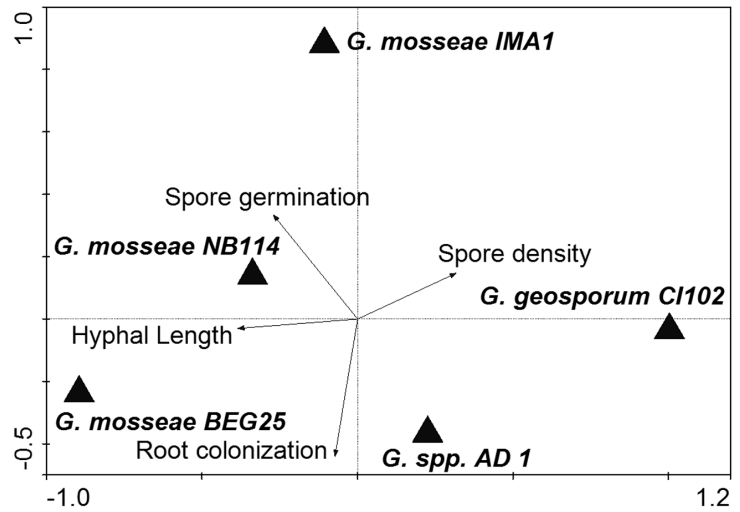 1.0
G. mosseae IMA1
Spore germination
G. mosseae NB114
Spore density
G. geosporum CI102
Hyphal Length
G. mosseae BEG25
Root colonization
G. spp. AD 1
-0.5
-1.0
1.2